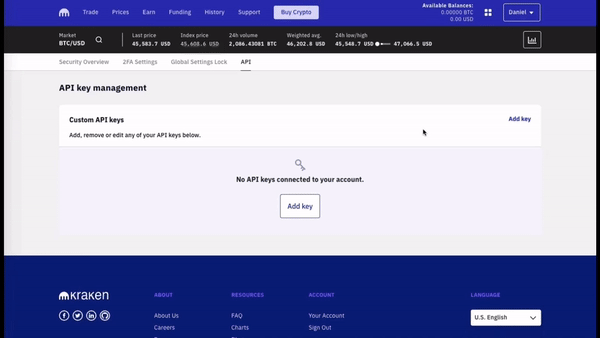 Trade Prices Earn Funding History Support Buy Crypto
Available Balances:
0.00000 BTC
0.00 USD
Daniel
Market
BTC/USD
Last price
45,583.7 USD
Index price
45,608.6 USD
24h volume
2,086.43081 BTC
Weighted avg.
46,202.8 USD
24h low/high
45,548.7 USD 47,066.5 USD
Security Overview 2FA Settings Global Settings Lock API
API key management
Custom API keys
Add key
Add, remove or edit any of your API keys below.
No API keys connected to your account.
Add key
kraken
ABOUT
About Us
Careers
RESOURCES
FAQ
Charts
ACCOUNT
Your Account
Sign Out
LANGUAGE
U.S. English